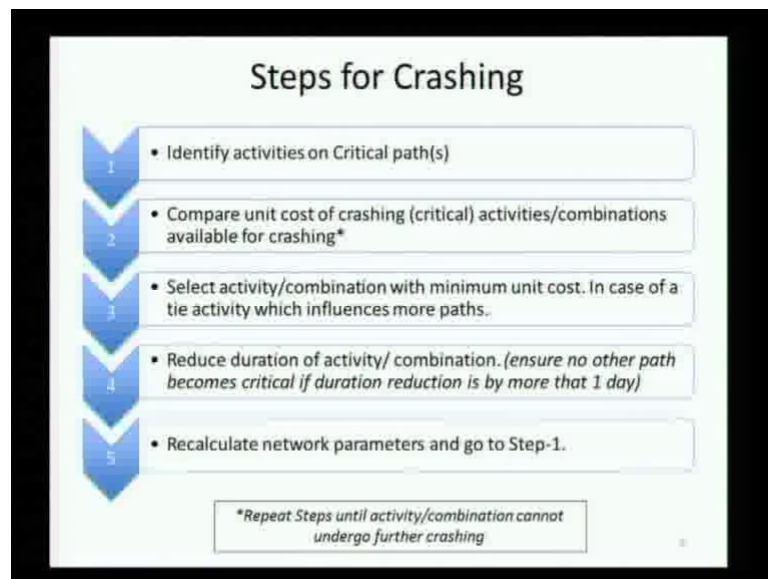 Steps for Crashing
1
• Identify activities on Critical path(s)
2
• Compare unit cost of crashing (critical) activities/combinations
available for crashing*
3
• Select activity/combination with minimum unit cost. In case of a
tie activity which influences more paths.
4
• Reduce duration of activity/ combination. (ensure no other path
becomes critical if duration reduction is by more that 1 day)
5
• Recalculate network parameters and go to Step-1.
*Repeat Steps until activity/combination cannot
undergo further crashing